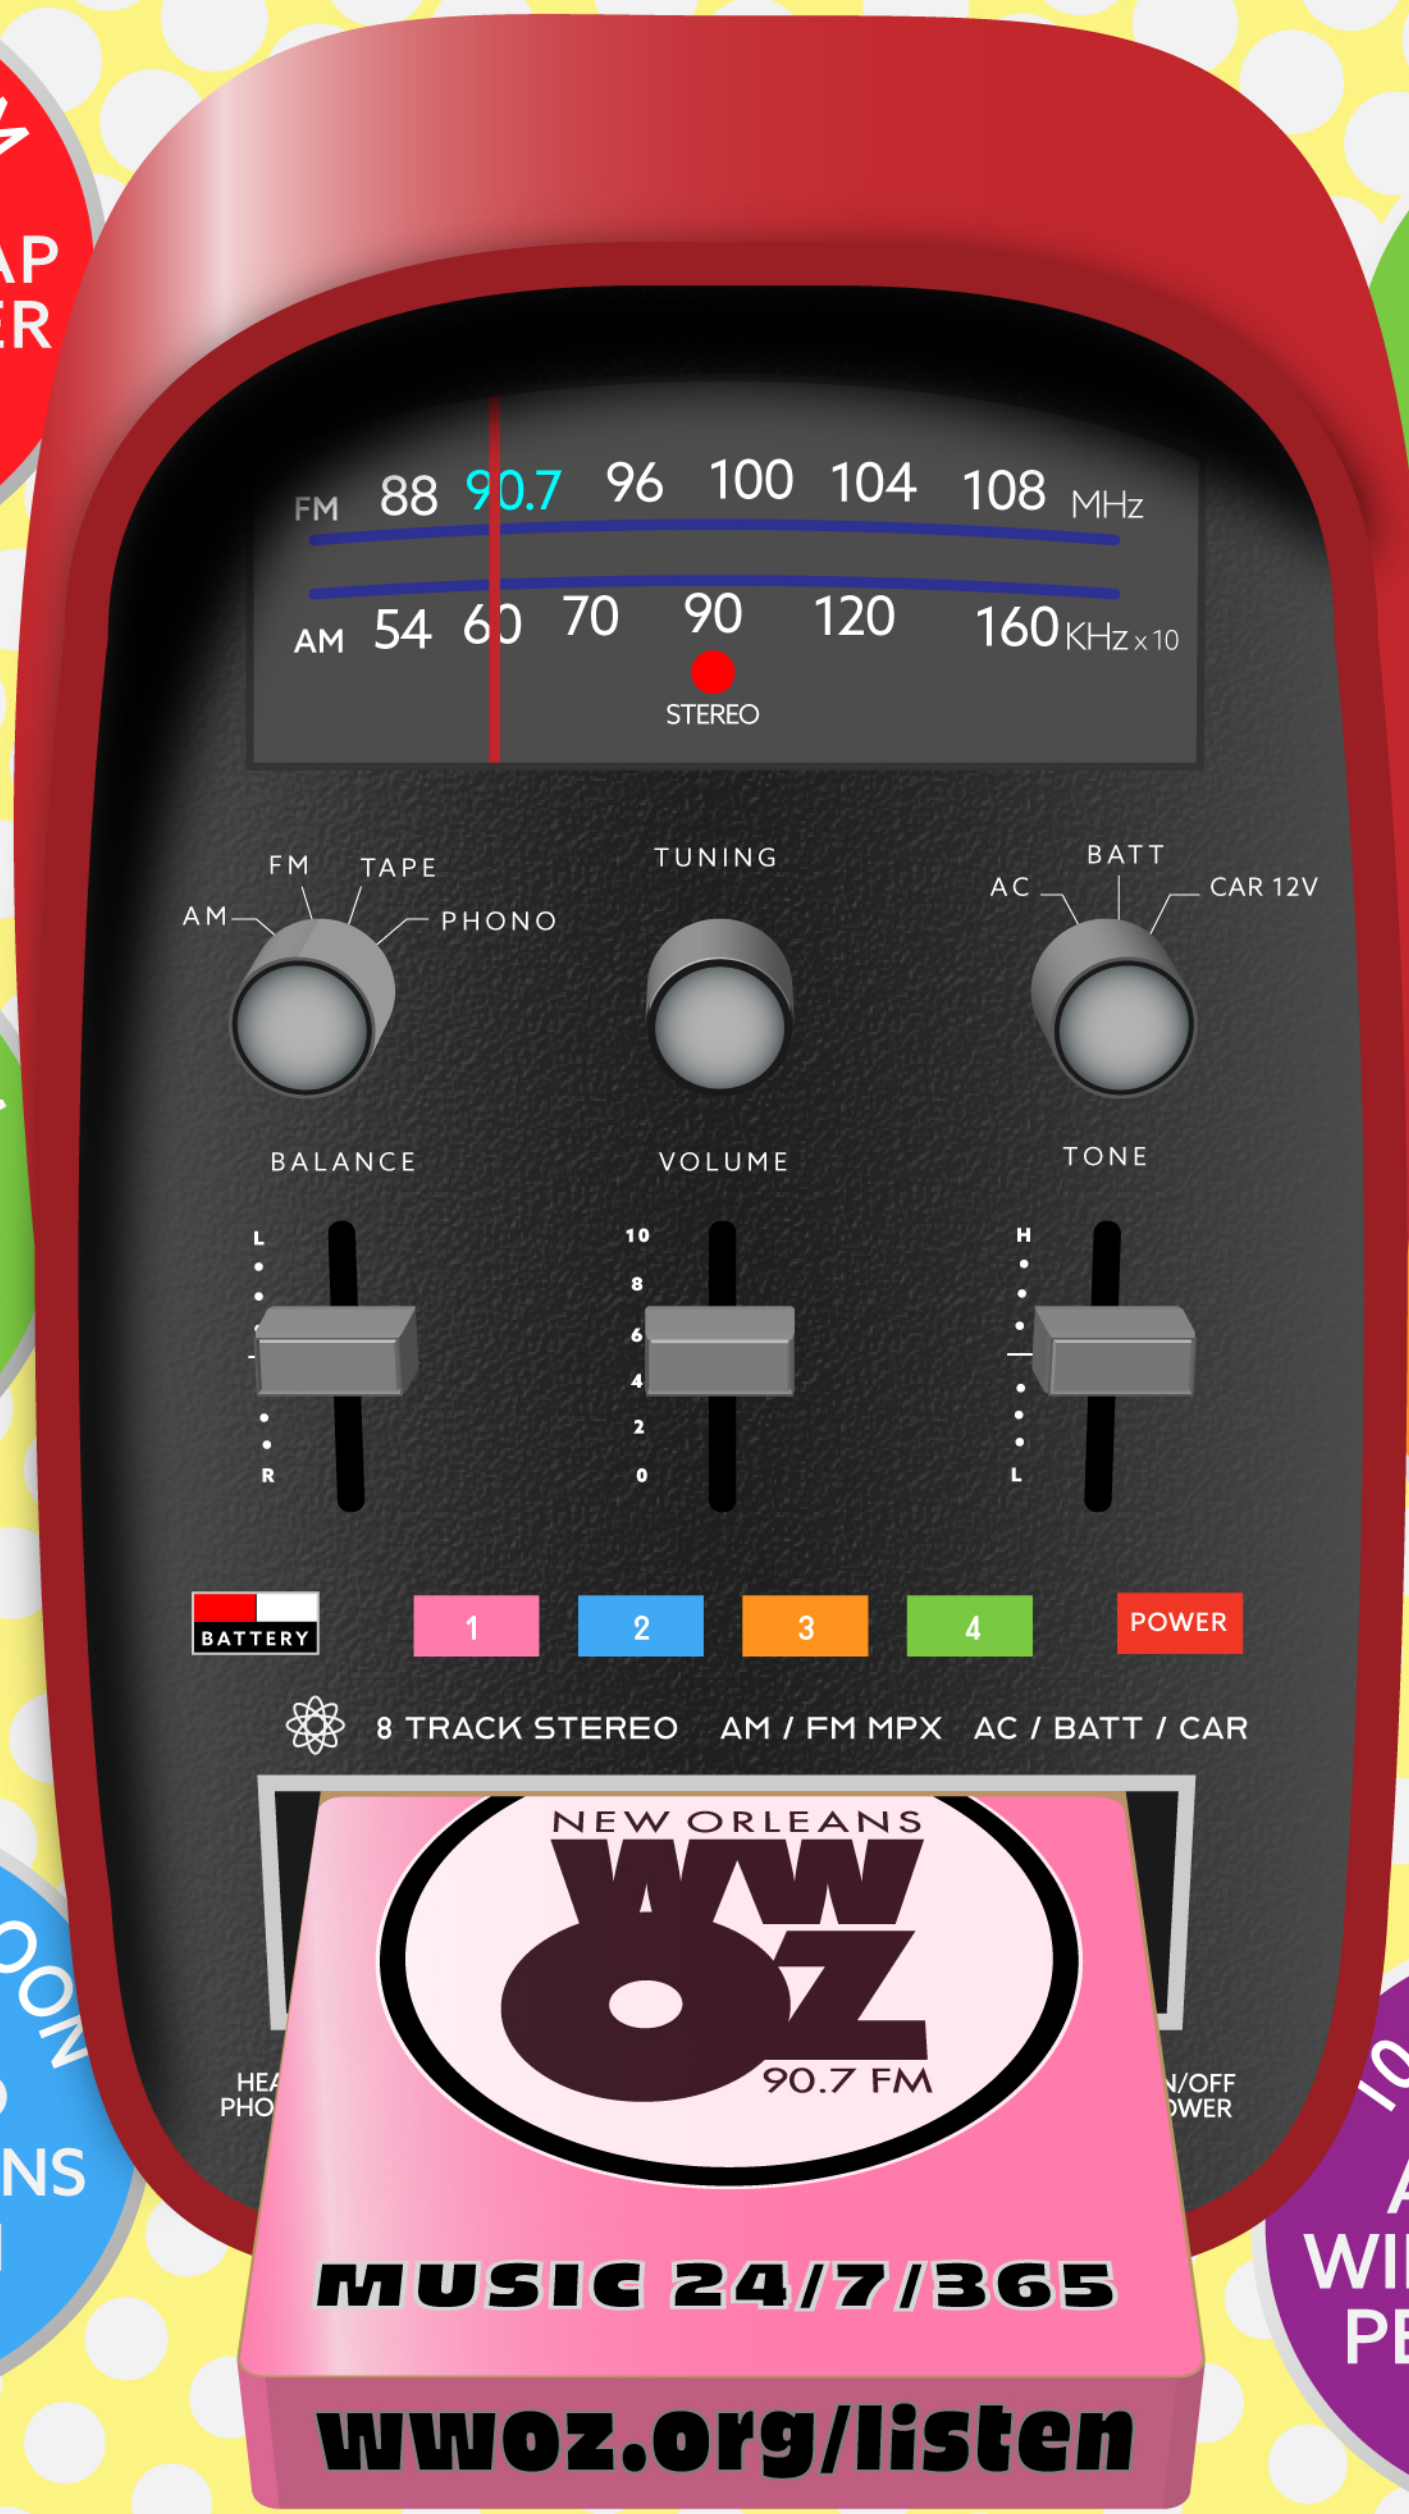 FM 88 90.7 96 100 104 108 MHz
AM 54 60 70 90 120 160 KHz x 10
STEREO
AM FM TAPE PHONO
TUNING
AC BATT CAR 12V
BALANCE
L
R
VOLUME
10
8
6
4
2
0
TONE
H
L
BATTERY
1 2 3 4
POWER
8 TRACK STEREO AM / FM MPX AC / BATT / CAR
NEW ORLEANS
WWOZ
90.7 FM
MUSIC 24/7/365
wwoz.org/listen